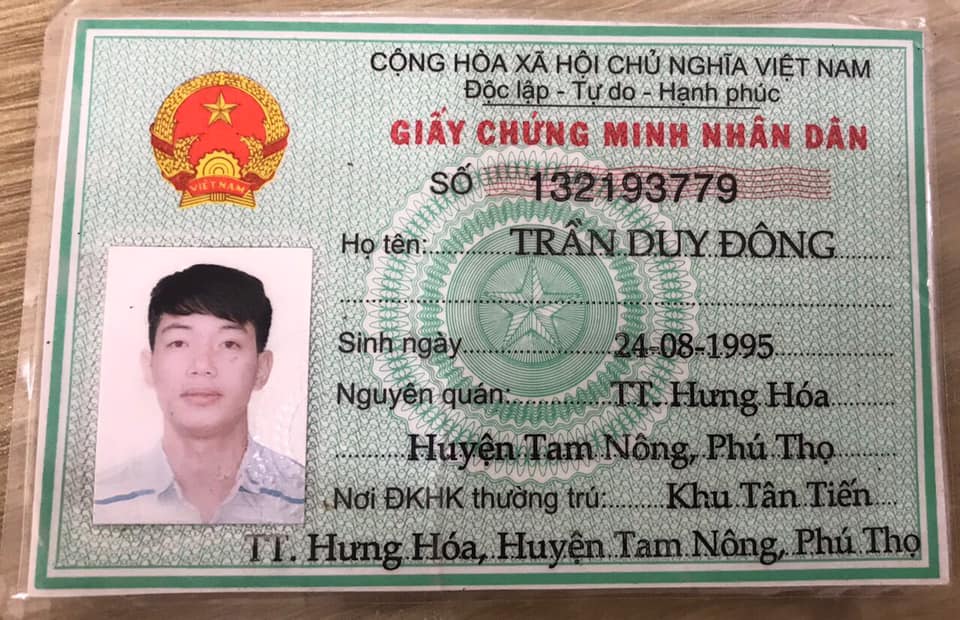 CỘNG HÒA XÃ HỘI CHỦ NGHĨA VIỆT NAM
Độc lập - Tự do - Hạnh phúc
GIẤY CHỨNG MINH NHÂN DÂN
SỐ 132193779
Họ tên: TRẦN DUY ĐÔNG
Sinh ngày 24-08-1995
Nguyên quán: TT. Hưng Hóa
Huyện Tam Nông, Phú Thọ
Nơi ĐKHK thường trú: Khu Tân Tiến
TT. Hưng Hóa, Huyện Tam Nông, Phú Thọ
VIỆT NAM